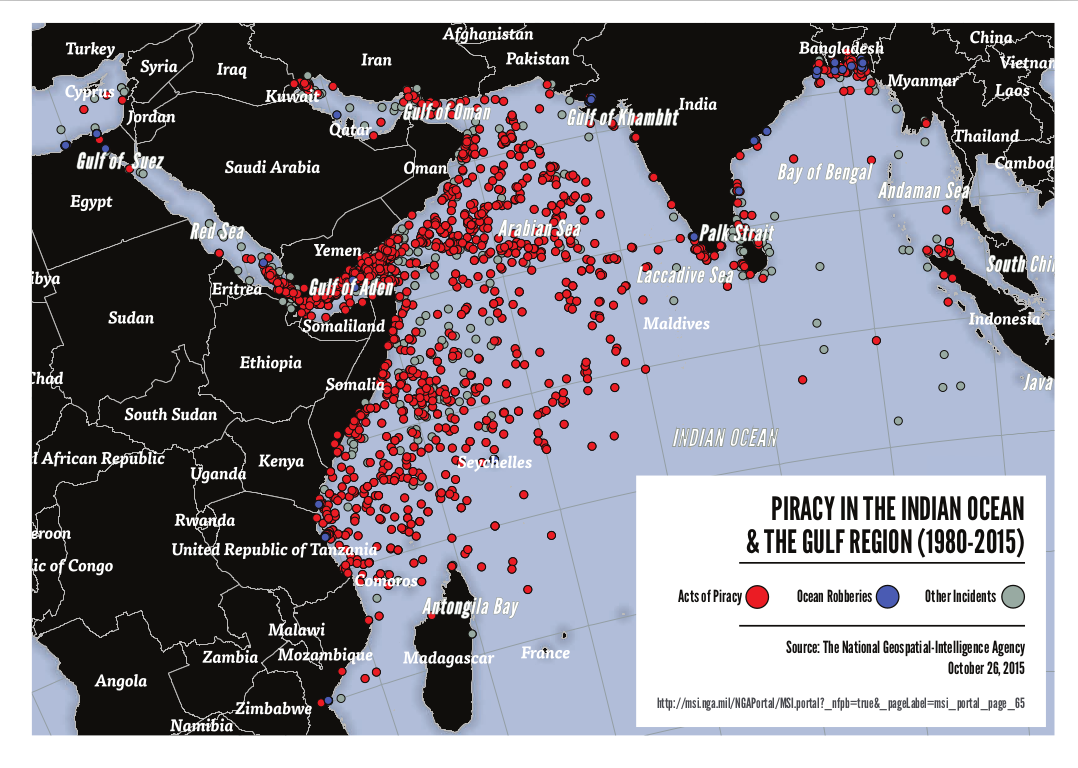 Afghanistan
China
Turkey
Bangladesh
Syria
Iraq
Iran
Pakistan
Vietnam
Cyprus
Kuwait
Myanmar
Laos
Jordan
Gulf of Oman
Gulf of Khambht
India
Qatar
Thailand
Gulf of Suez
Saudi Arabia
Oman
Bay of Bengal
Cambod
Andaman Sea
Egypt
Red Sea
Arabian Sea
Palk Strait
Yemen
South Chi
ibya
Eritrea
Gulf of Aden
Laccadive Sea
Sudan
Somaliland
Maldives
Indonesia
Ethiopia
Chad
Somalia
Java
South Sudan
INDIAN OCEAN
d African Republic
Uganda
Kenya
Seychelles
Rwanda
eroon
United Republic of Tanzania
ic of Congo
Comoros
Antongila Bay
Malawi
Zambia
Mozambique
Madagascar
France
Angola
Zimbabwe
Namibia
PIRACY IN THE INDIAN OCEAN
& THE GULF REGION (1980-2015)
Acts of Piracy
Ocean Robberies
Other Incidents
Source: The National Geospatial-Intelligence Agency
October 26, 2015
http://msi.nga.mil/NGAPortal/MSI.portal?_nfpb=true&_pageLabel=msi_portal_page_65